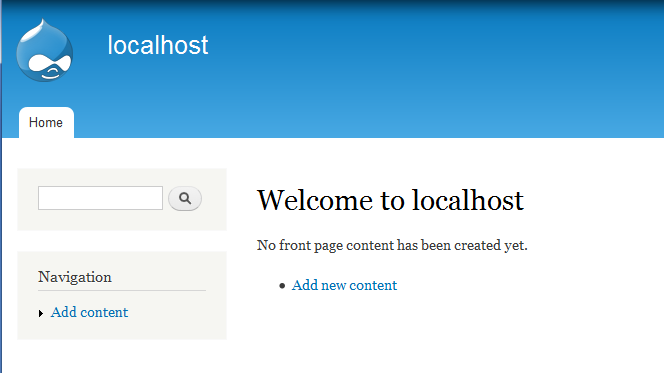 localhost
Home
Navigation
Add content
Welcome to localhost
No front page content has been created yet.
Add new content